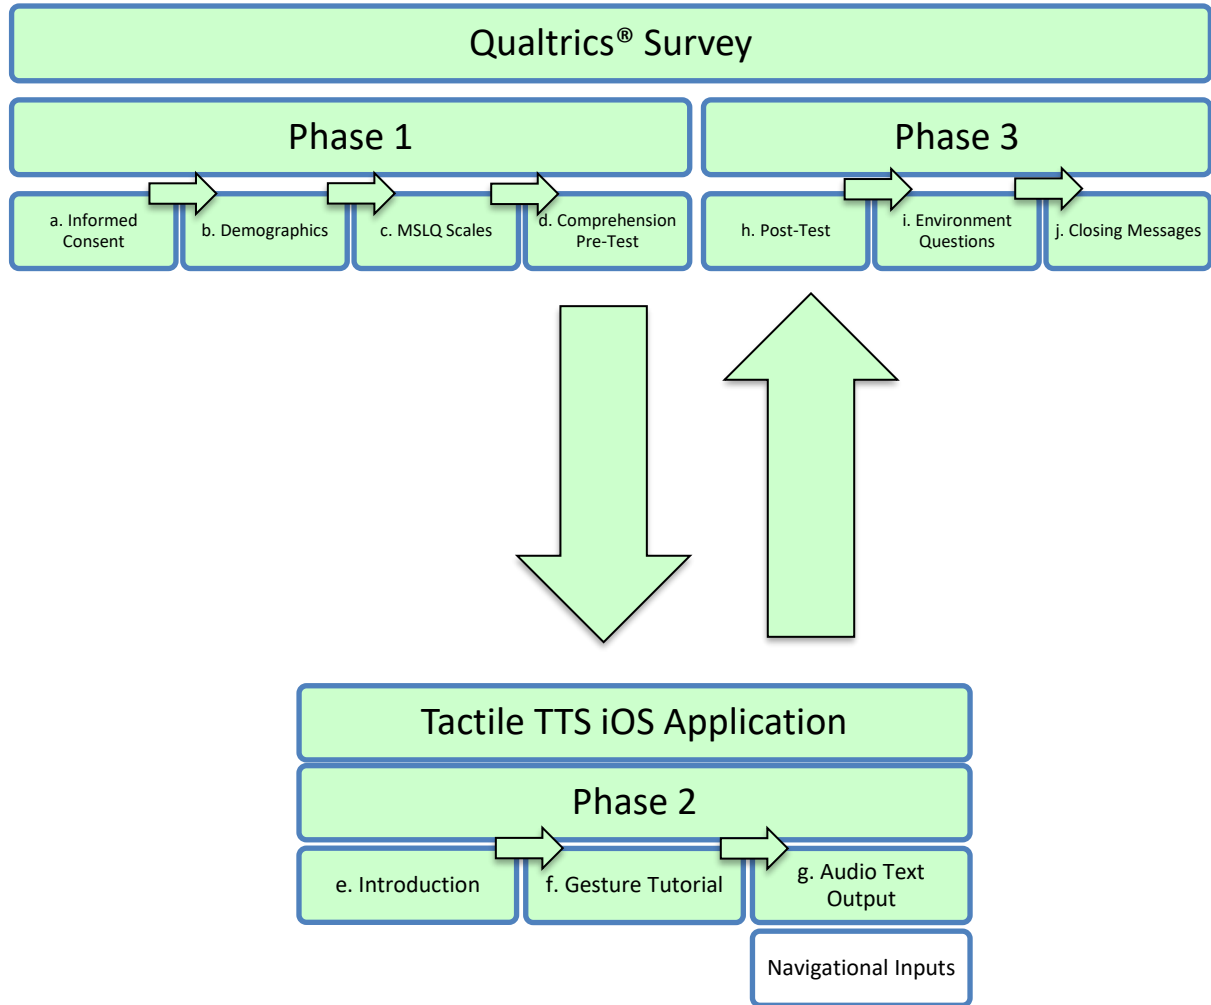 Qualtrics® Survey
Phase 1
Phase 3
a. Informed
Consent
b. Demographics
c. MSLQ Scales
d. Comprehension
Pre-Test
h. Post-Test
i. Environment
Questions
j. Closing Messages
Tactile TTS iOS Application
Phase 2
e. Introduction
f. Gesture Tutorial
g. Audio Text
Output
Navigational Inputs